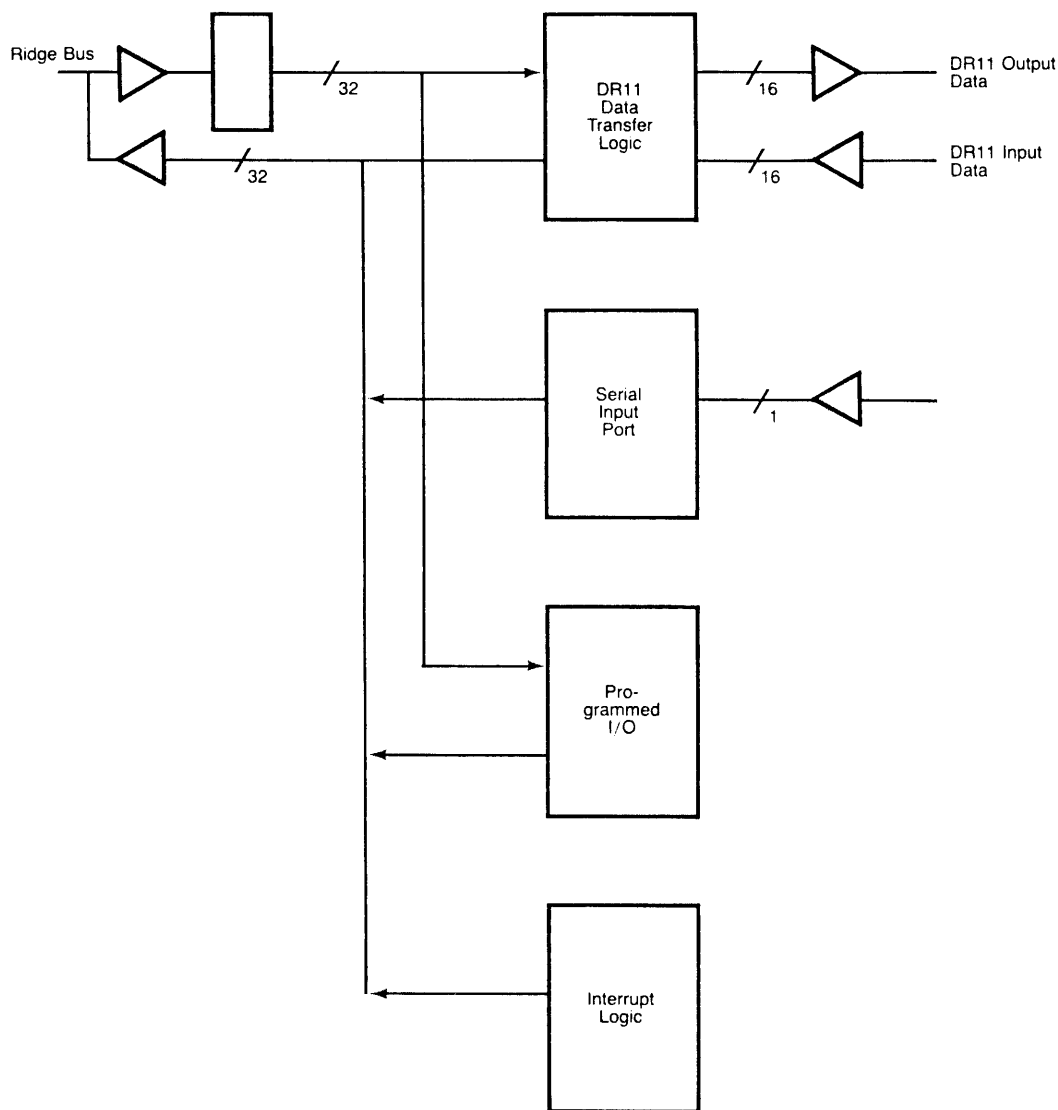 Ridge Bus
32
DR11
Data
Transfer
Logic
16
DR11 Output
Data
32
16
DR11 Input
Data
Serial
Input
Port
1
Pro-
grammed
I/O
Interrupt
Logic